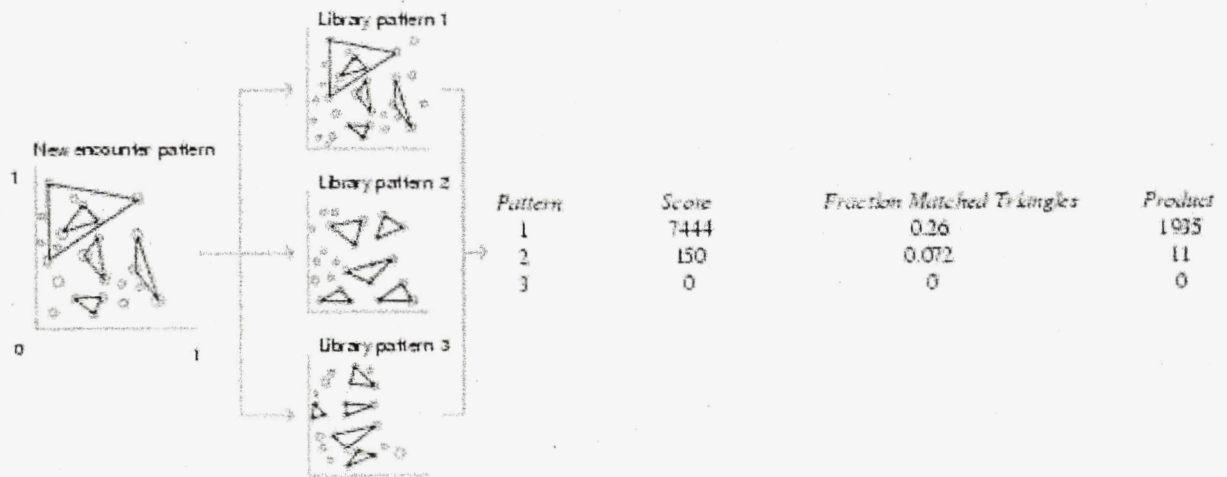 Library pattern 1
New encounter pattern
1
0
1
Library pattern 2
Library pattern 3
Pattern Score Fraction Matched Triangles Product
1 7444 0.26 1935
2 150 0.072 11
3 0 0 0